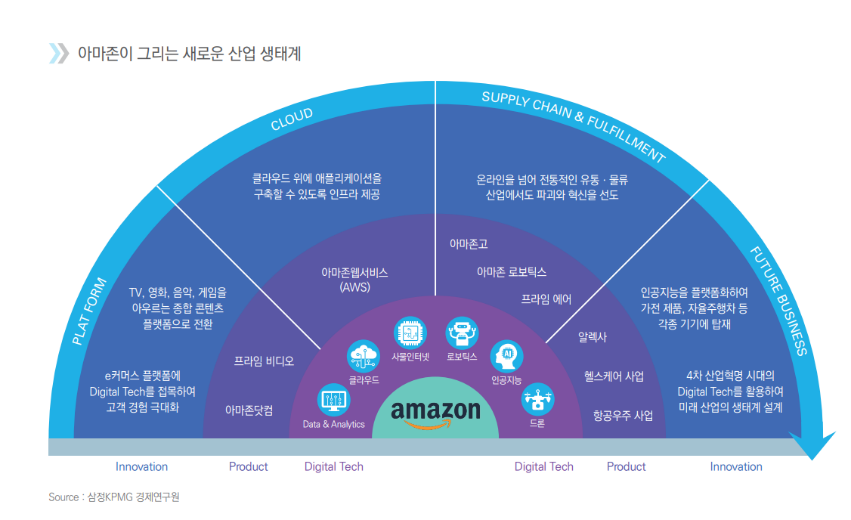 아마존이 그리는 새로운 산업 생태계
PLAT FORM
CLOUD
SUPPLY CHAIN & FULFILLMENT
FUTURE BUSINESS
클라우드 위에 애플리케이션을
구축할 수 있도록 인프라 제공
온라인을 넘어 전통적인 유통 · 물류
산업에서도 파괴와 혁신을 선도
TV, 영화, 음악, 게임을
아우르는 종합 콘텐츠
플랫폼으로 전환
e커머스 플랫폼에
Digital Tech를 접목하여
고객 경험 극대화
인공지능을 플랫폼화하여
가전 제품, 자율주행차 등
각종 기기에 탑재
4차 산업혁명 시대의
Digital Tech를 활용하여
미래 산업의 생태계 설계
아마존웹서비스
(AWS)
프라임 비디오
아마존닷컴
아마존고
아마존 로보틱스
프라임 에어
알렉사
헬스케어 사업
항공우주 사업
Data & Analytics
클라우드
사물인터넷
로보틱스
AI
인공지능
드론
amazon
Innovation
Product
Digital Tech
Digital Tech
Product
Innovation
Source : 삼정KPMG 경제연구원